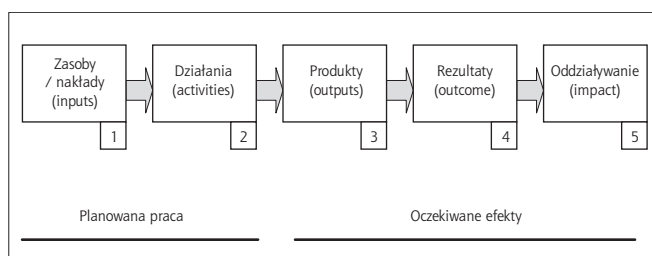 Zasoby
/ nakłady
(inputs)
1
Działania
(activities)
2
Produkty
(outputs)
3
Rezultaty
(outcome)
4
Oddziaływanie
(impact)
5
Planowana praca
Oczekiwane efekty